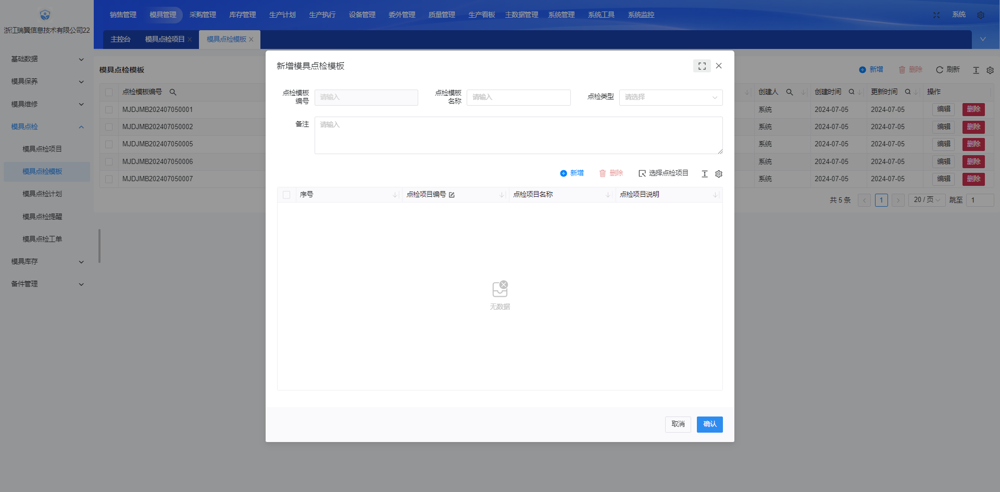 浙江瑞翼信息技术有限公司22
销售管理 模具管理 采购管理 库存管理 生产计划 生产执行 设备管理 委外管理 质量管理 生产看板 主数据管理 系统管理 系统工具 系统监控 系统
主控台 模具点检项目 模具点检模板
基础数据
模具保养
模具维修
模具点检
模具点检项目
模具点检模板
模具点检计划
模具点检提醒
模具点检工单
模具库存
备件管理
模具点检模板 新增 删除 刷新
点检模板编号 创建人 创建时间 更新时间 操作
MJDJMB202407050001 系统 2024-07-05 2024-07-05 编辑 删除
MJDJMB202407050002 系统 2024-07-05 2024-07-05 编辑 删除
MJDJMB202407050005 系统 2024-07-05 2024-07-05 编辑 删除
MJDJMB202407050006 系统 2024-07-05 2024-07-05 编辑 删除
MJDJMB202407050007 系统 2024-07-05 2024-07-05 编辑 删除
共 5 条 1 20 / 页 跳至 1
新增模具点检模板
点检模板编号 请输入 点检模板名称 请输入 点检类型 请选择
备注 请输入
新增 删除 选择点检项目
序号 点检项目编号 点检项目名称 点检项目说明
无数据
取消 确认